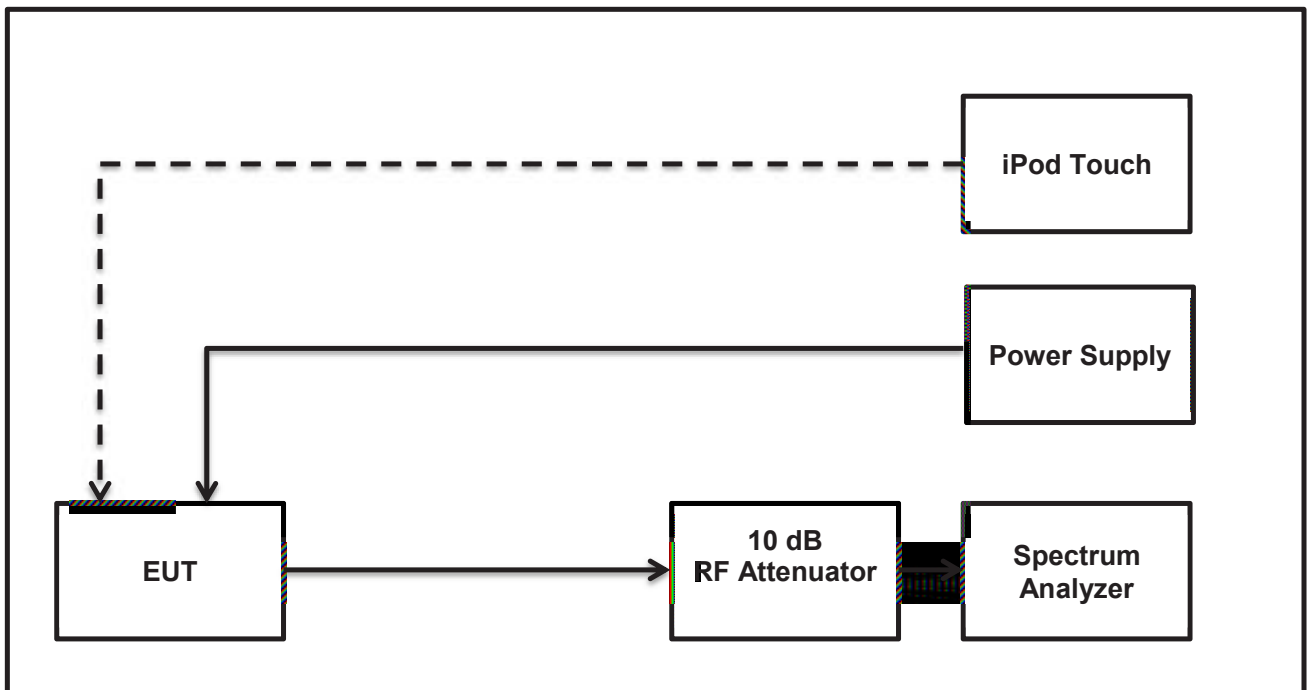 iPod Touch
Power Supply
EUT
10 dB
RF Attenuator
Spectrum
Analyzer